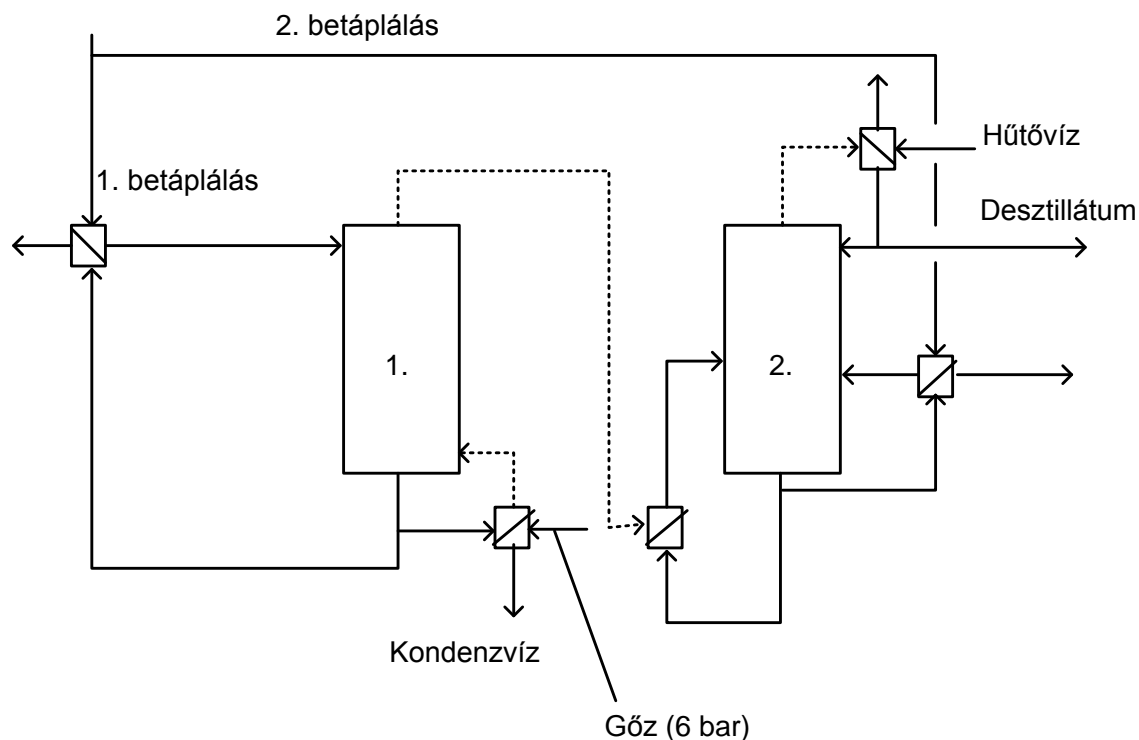 2. betáplálás
Hűtővíz
1. betáplálás
Desztillátum
1.
2.
Kondenzvíz
Gőz (6 bar)